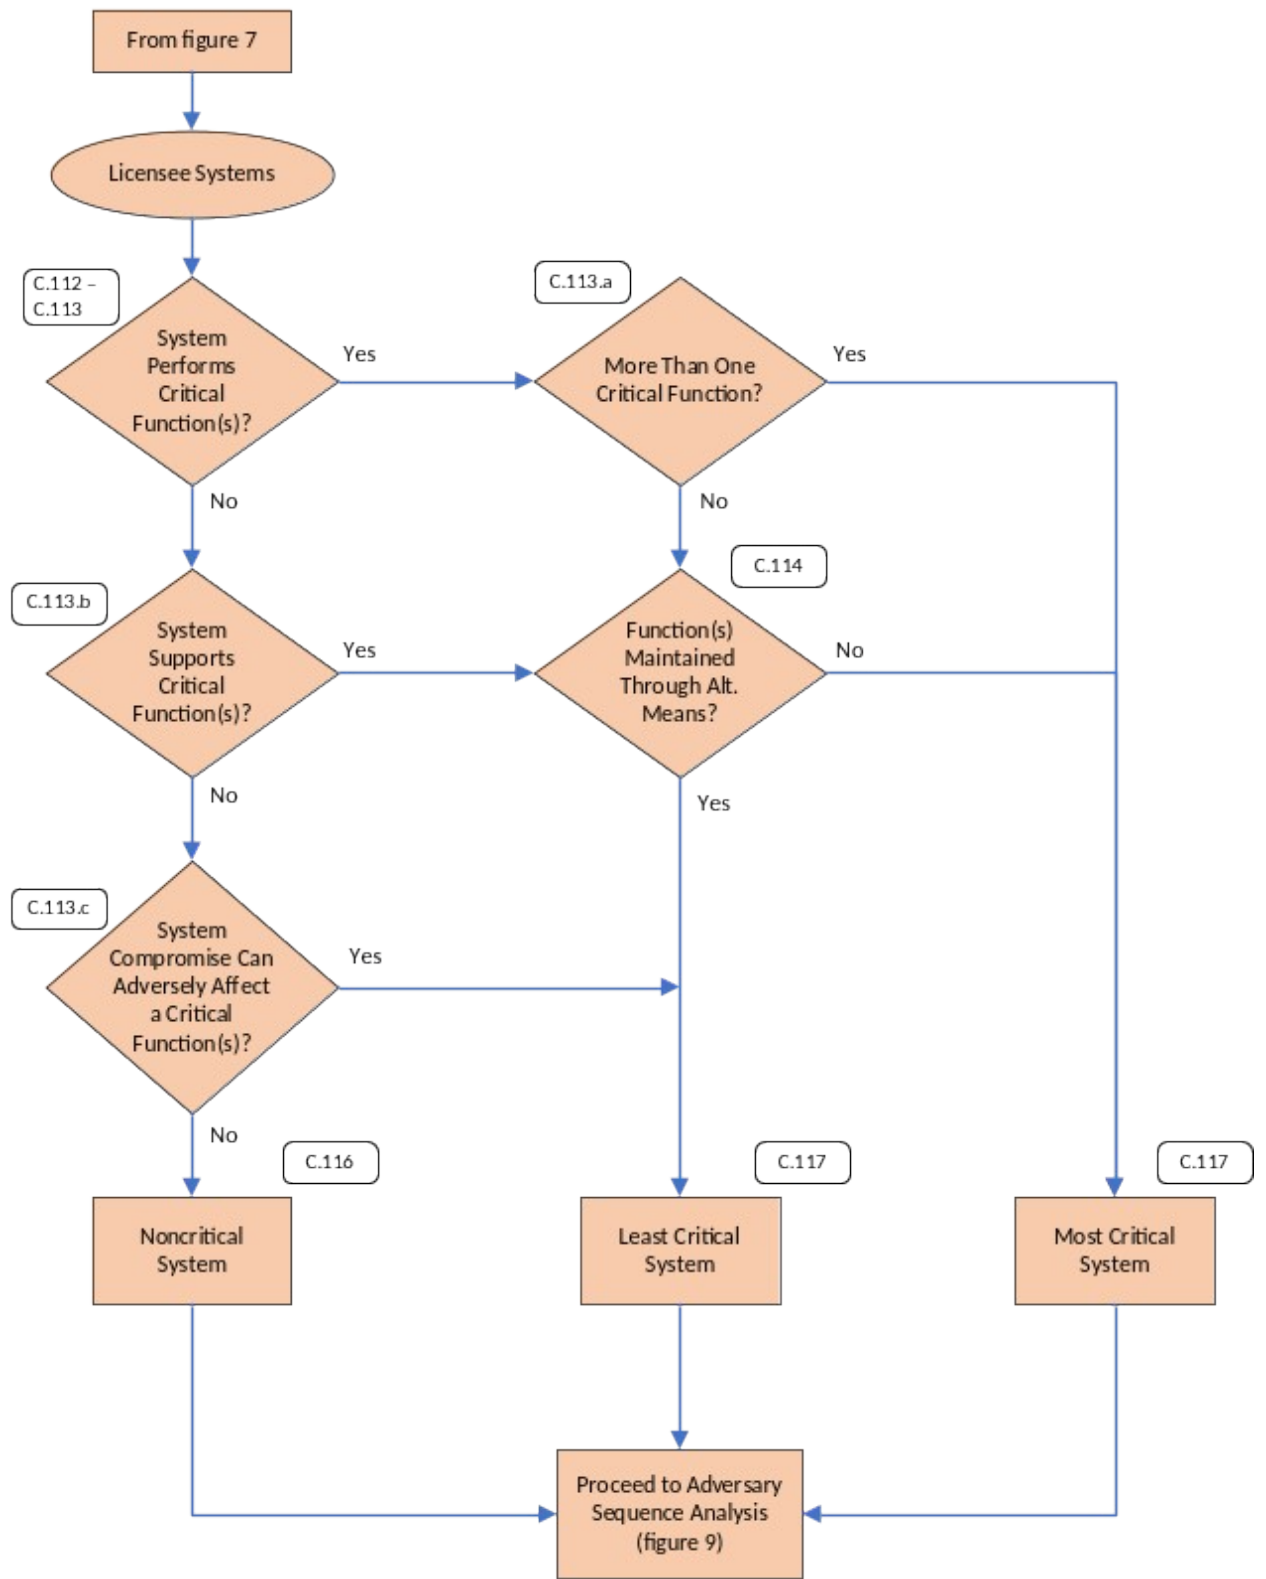 From figure 7
Licensee Systems
C.112 –
C.113
System
Performs
Critical
Function(s)?
Yes
No
C.113.a
More Than One
Critical Function?
Yes
No
C.113.b
System
Supports
Critical
Function(s)?
Yes
No
C.114
Function(s)
Maintained
Through Alt.
Means?
No
Yes
C.113.c
System
Compromise Can
Adversely Affect
a Critical
Function(s)?
Yes
No
C.116
Noncritical
System
C.117
Least Critical
System
C.117
Most Critical
System
Proceed to Adversary
Sequence Analysis
(figure 9)